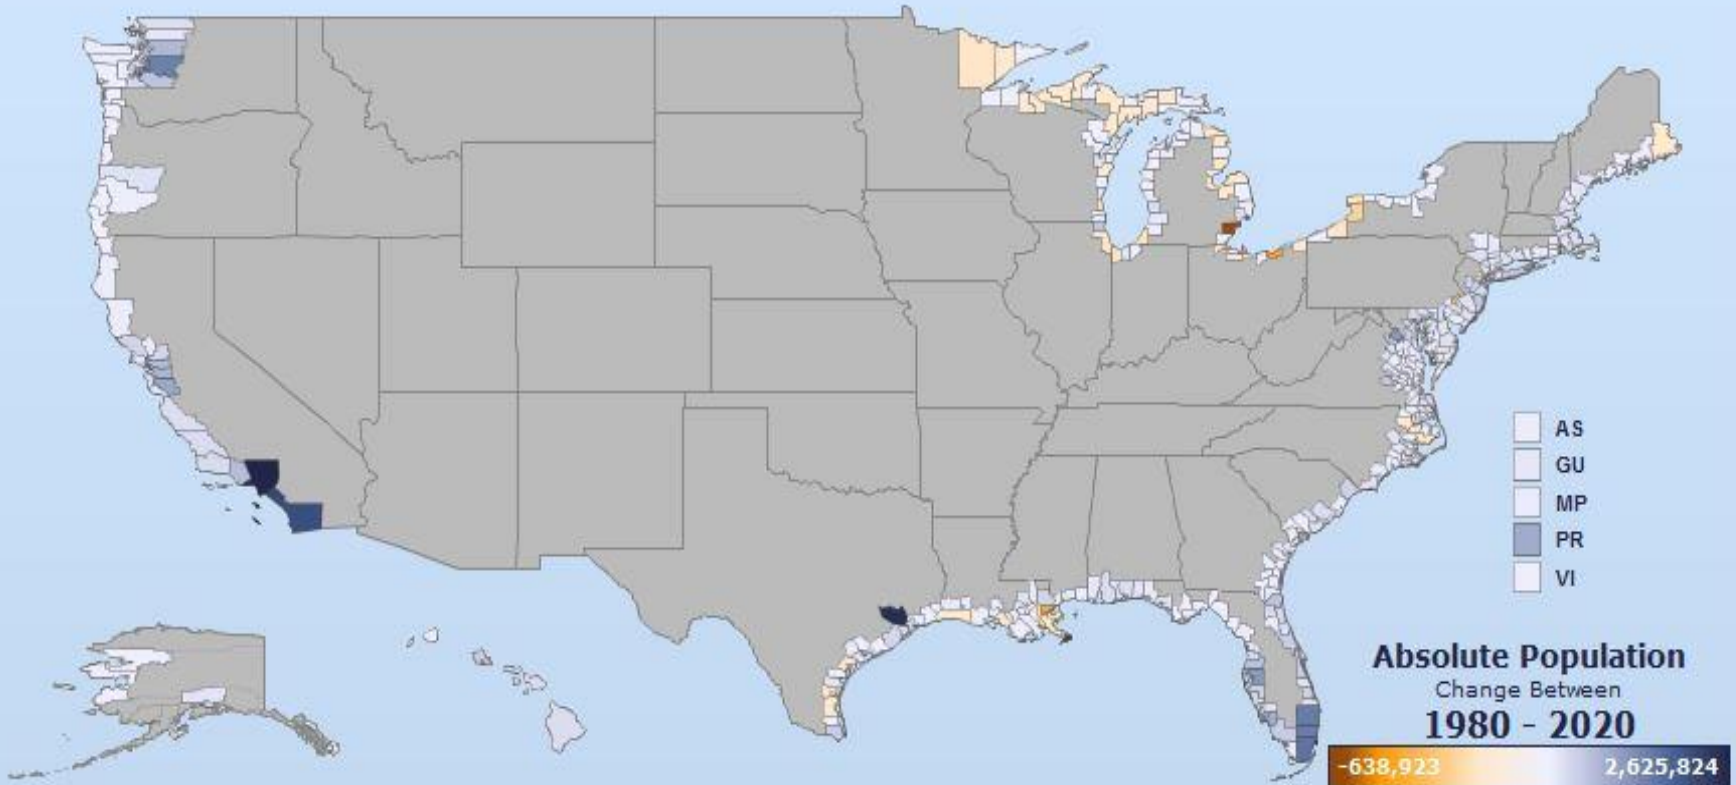 AS
GU
MP
PR
VI
Absolute Population
Change Between
1980 - 2020
-638,923 2,625,824